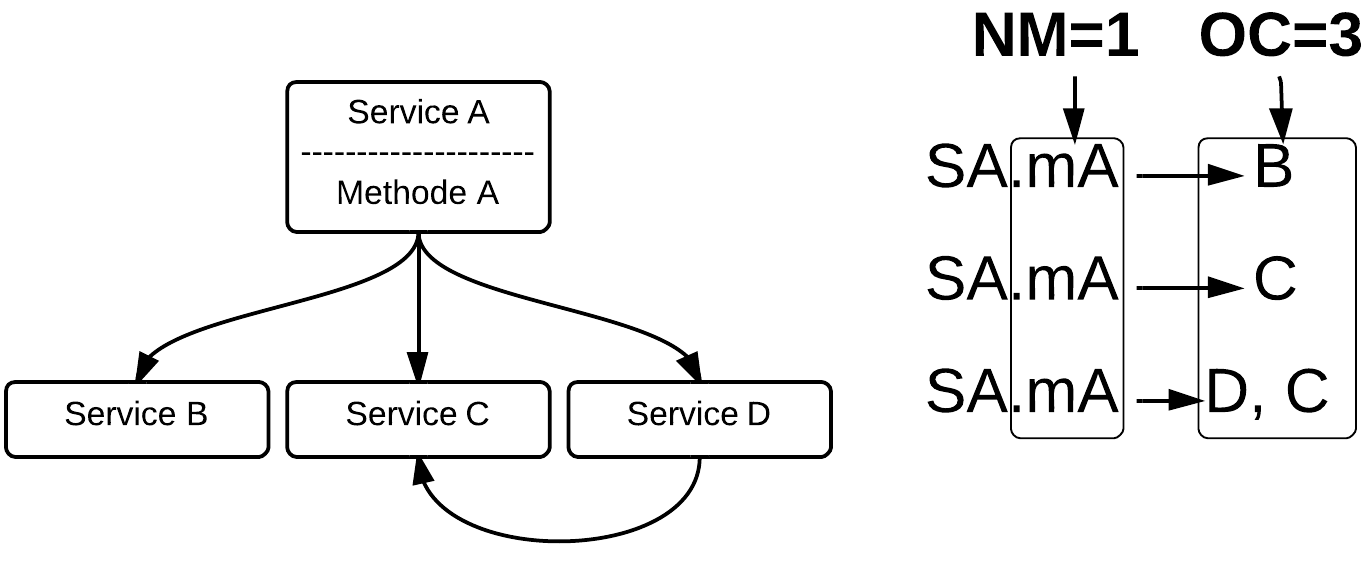 NM=1 OC=3
Service A
---------------------
Methode A
Service B
Service C
Service D
SA.mA B
SA.mA C
SA.mA D, C